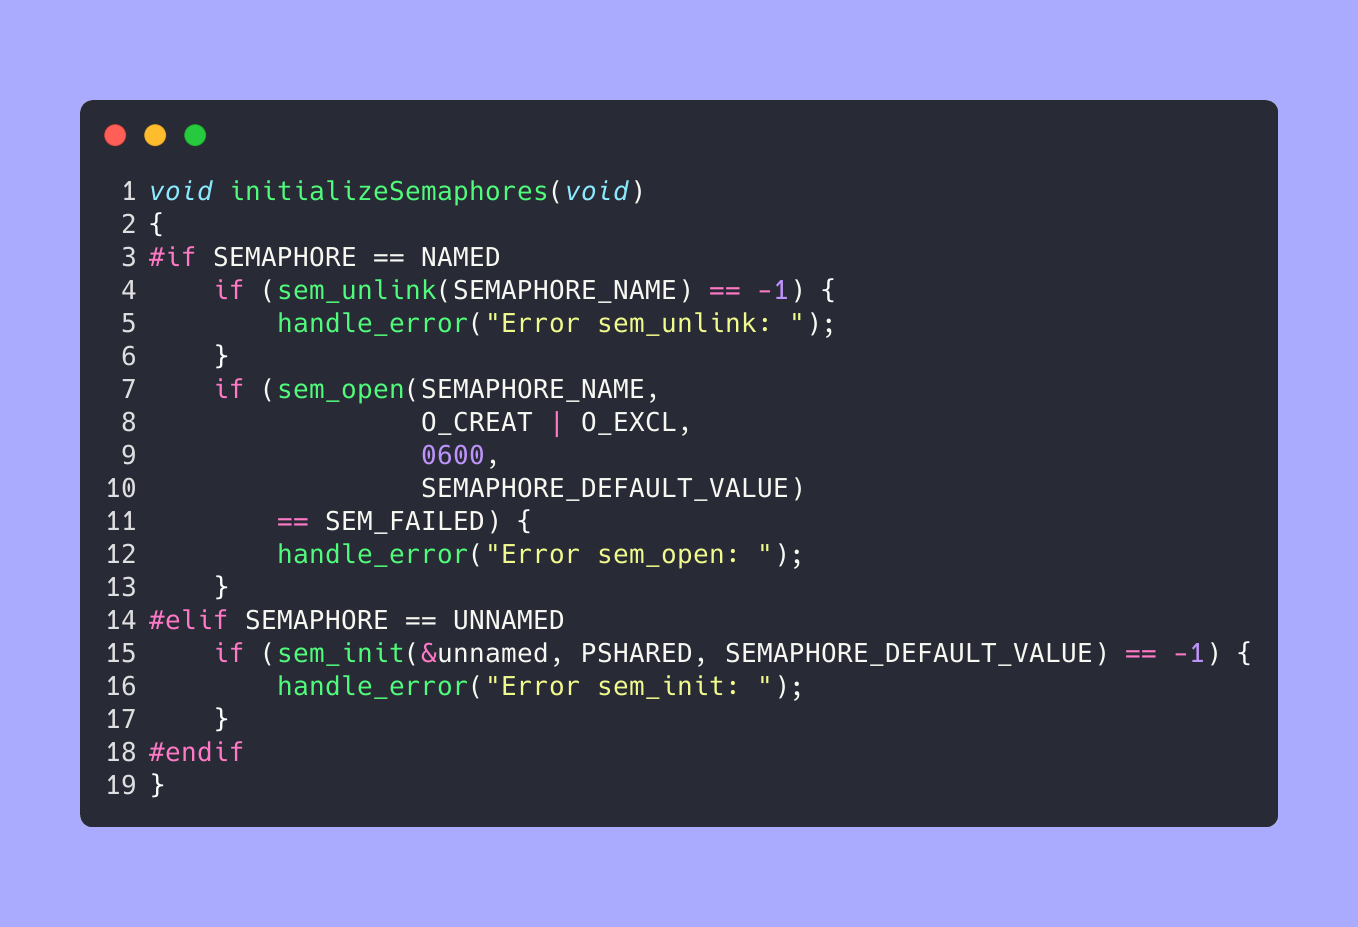 1 void initializeSemaphores(void)
2 {
3 #if SEMAPHORE == NAMED
4     if (sem_unlink(SEMAPHORE_NAME) == -1) {
5         handle_error("Error sem_unlink: ");
6     }
7     if (sem_open(SEMAPHORE_NAME,
8                  O_CREAT | O_EXCL,
9                  0600,
10                  SEMAPHORE_DEFAULT_VALUE)
11         == SEM_FAILED) {
12         handle_error("Error sem_open: ");
13     }
14 #elif SEMAPHORE == UNNAMED
15     if (sem_init(&unnamed, PSHARED, SEMAPHORE_DEFAULT_VALUE) == -1) {
16         handle_error("Error sem_init: ");
17     }
18 #endif
19 }